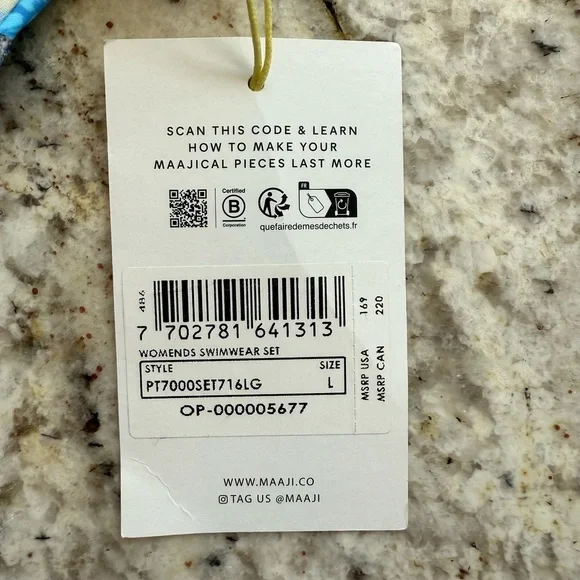 SCAN THIS CODE & LEARN
HOW TO MAKE YOUR
MAAJICAL PIECES LAST MORE
Certified
B
Corporation
FR
quefairedemesdechets.fr
486
7 702781 641313
WOMENDS SWIMWEAR SET
STYLE SIZE
PT7000SET716LG L
OP-000005677
MSRP USA 169
MSRP CAN 220
WWW.MAAJI.CO
TAG US @MAAJI